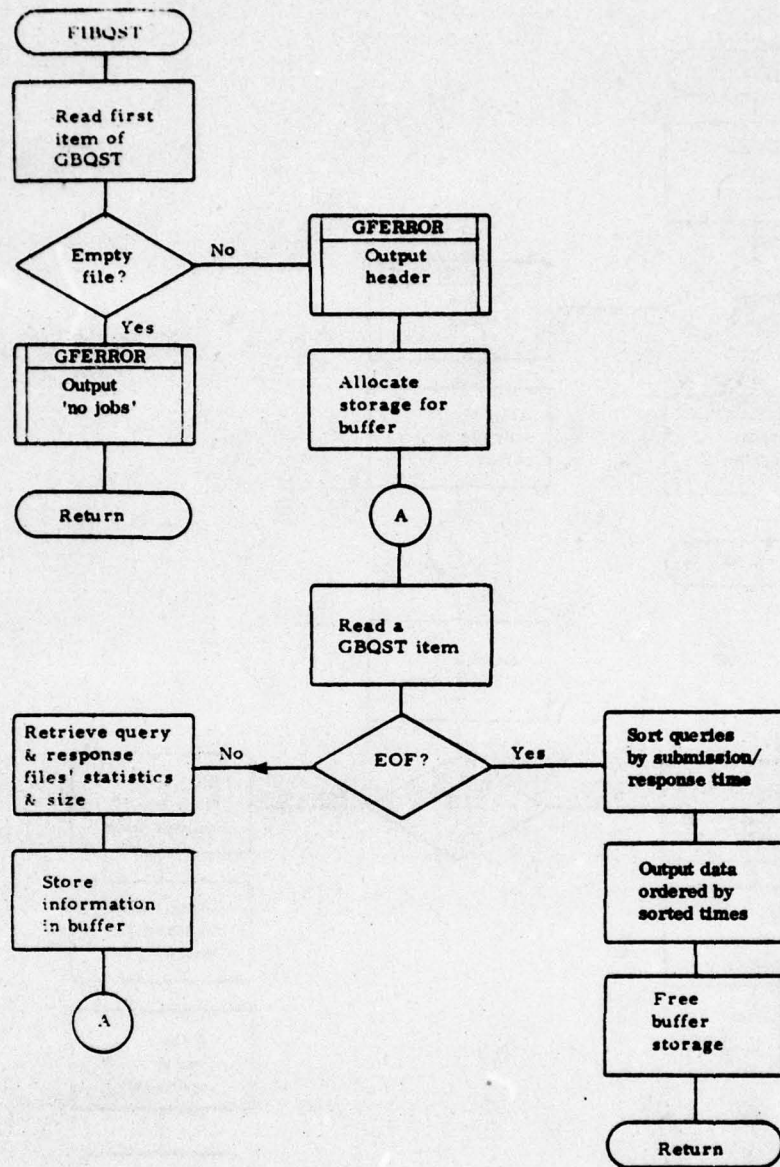 FIBQST
Read first
item of
GBQST
Empty
file?
No
Yes
GFERROR
Output
'no jobs'
Return
GFERROR
Output
header
Allocate
storage for
buffer
A
Read a
GBQST item
EOF?
No
Yes
Retrieve query
& response
files' statistics
& size
Store
information
in buffer
A
Sort queries
by submission/
response time
Output data
ordered by
sorted times
Free
buffer
storage
Return